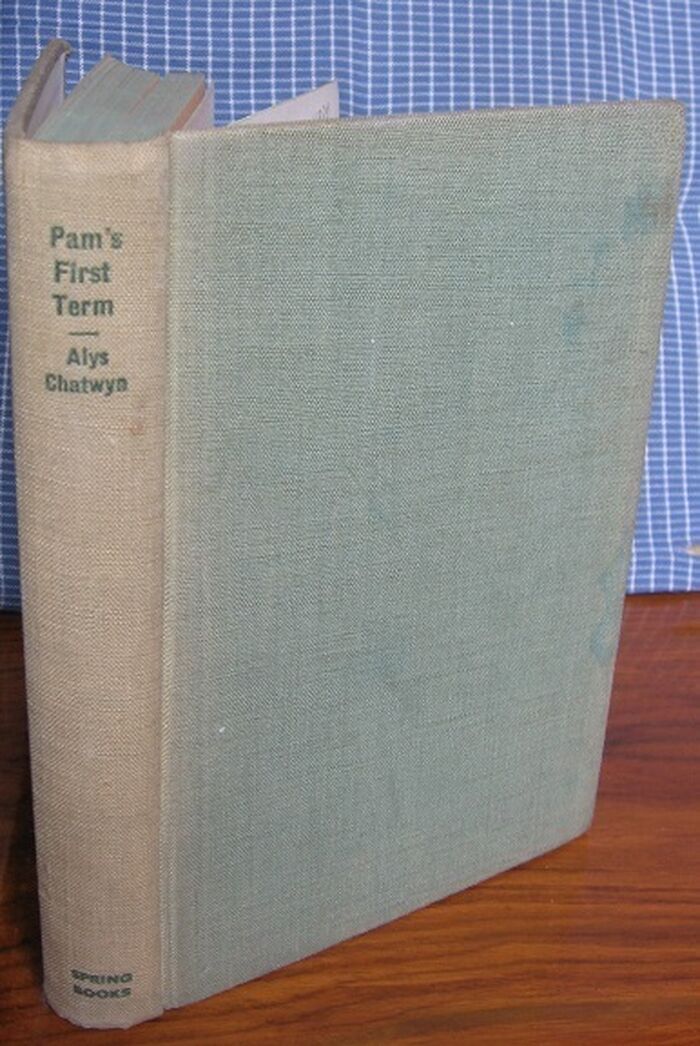 Pam's
First
Term
—
Alys
Chatwyn
SPRING
BOOKS